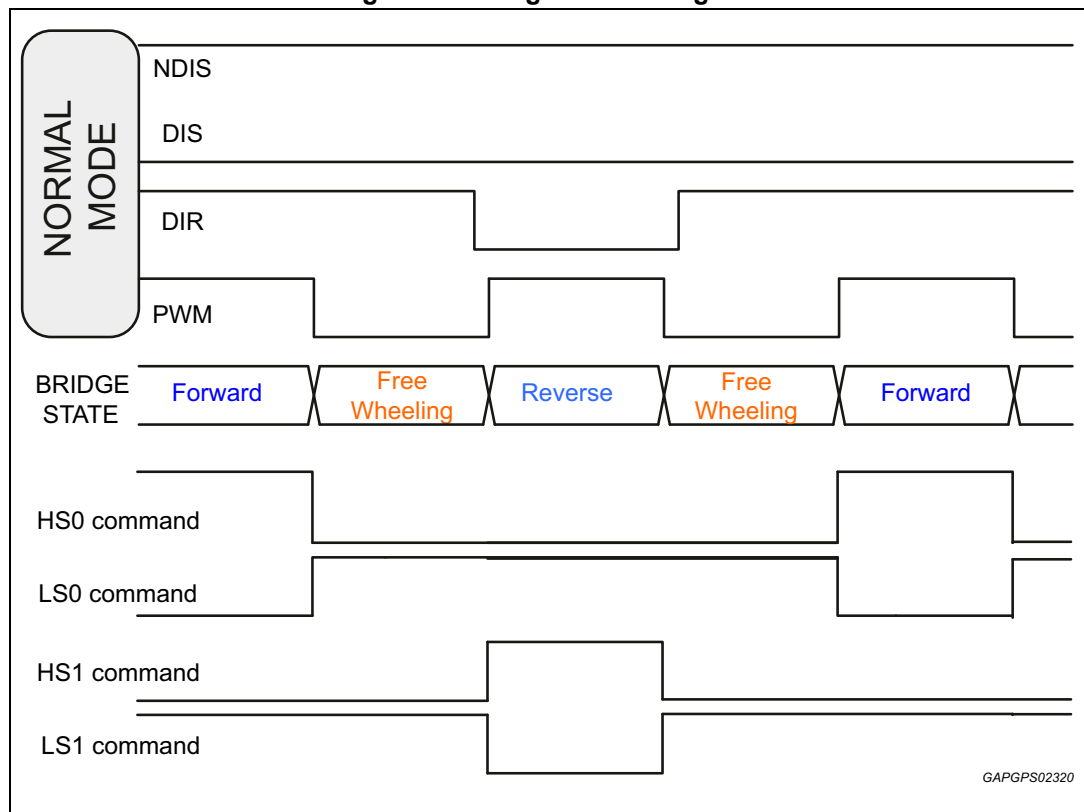 NORMAL
MODE
NDIS
DIS
DIR
PWM
BRIDGE
STATE
Forward
Free
Wheeling
Reverse
Free
Wheeling
Forward
HS0 command
LS0 command
HS1 command
LS1 command
GAPGPS02320